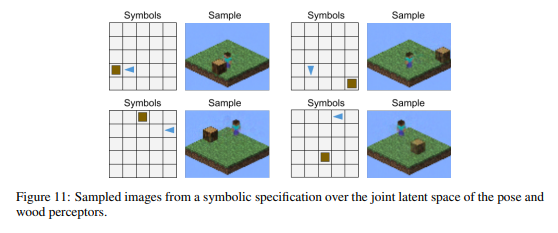 Symbols Sample Symbols Sample
Symbols Sample Symbols Sample
Figure 11: Sampled images from a symbolic specification over the joint latent space of the pose and
wood perceptors.